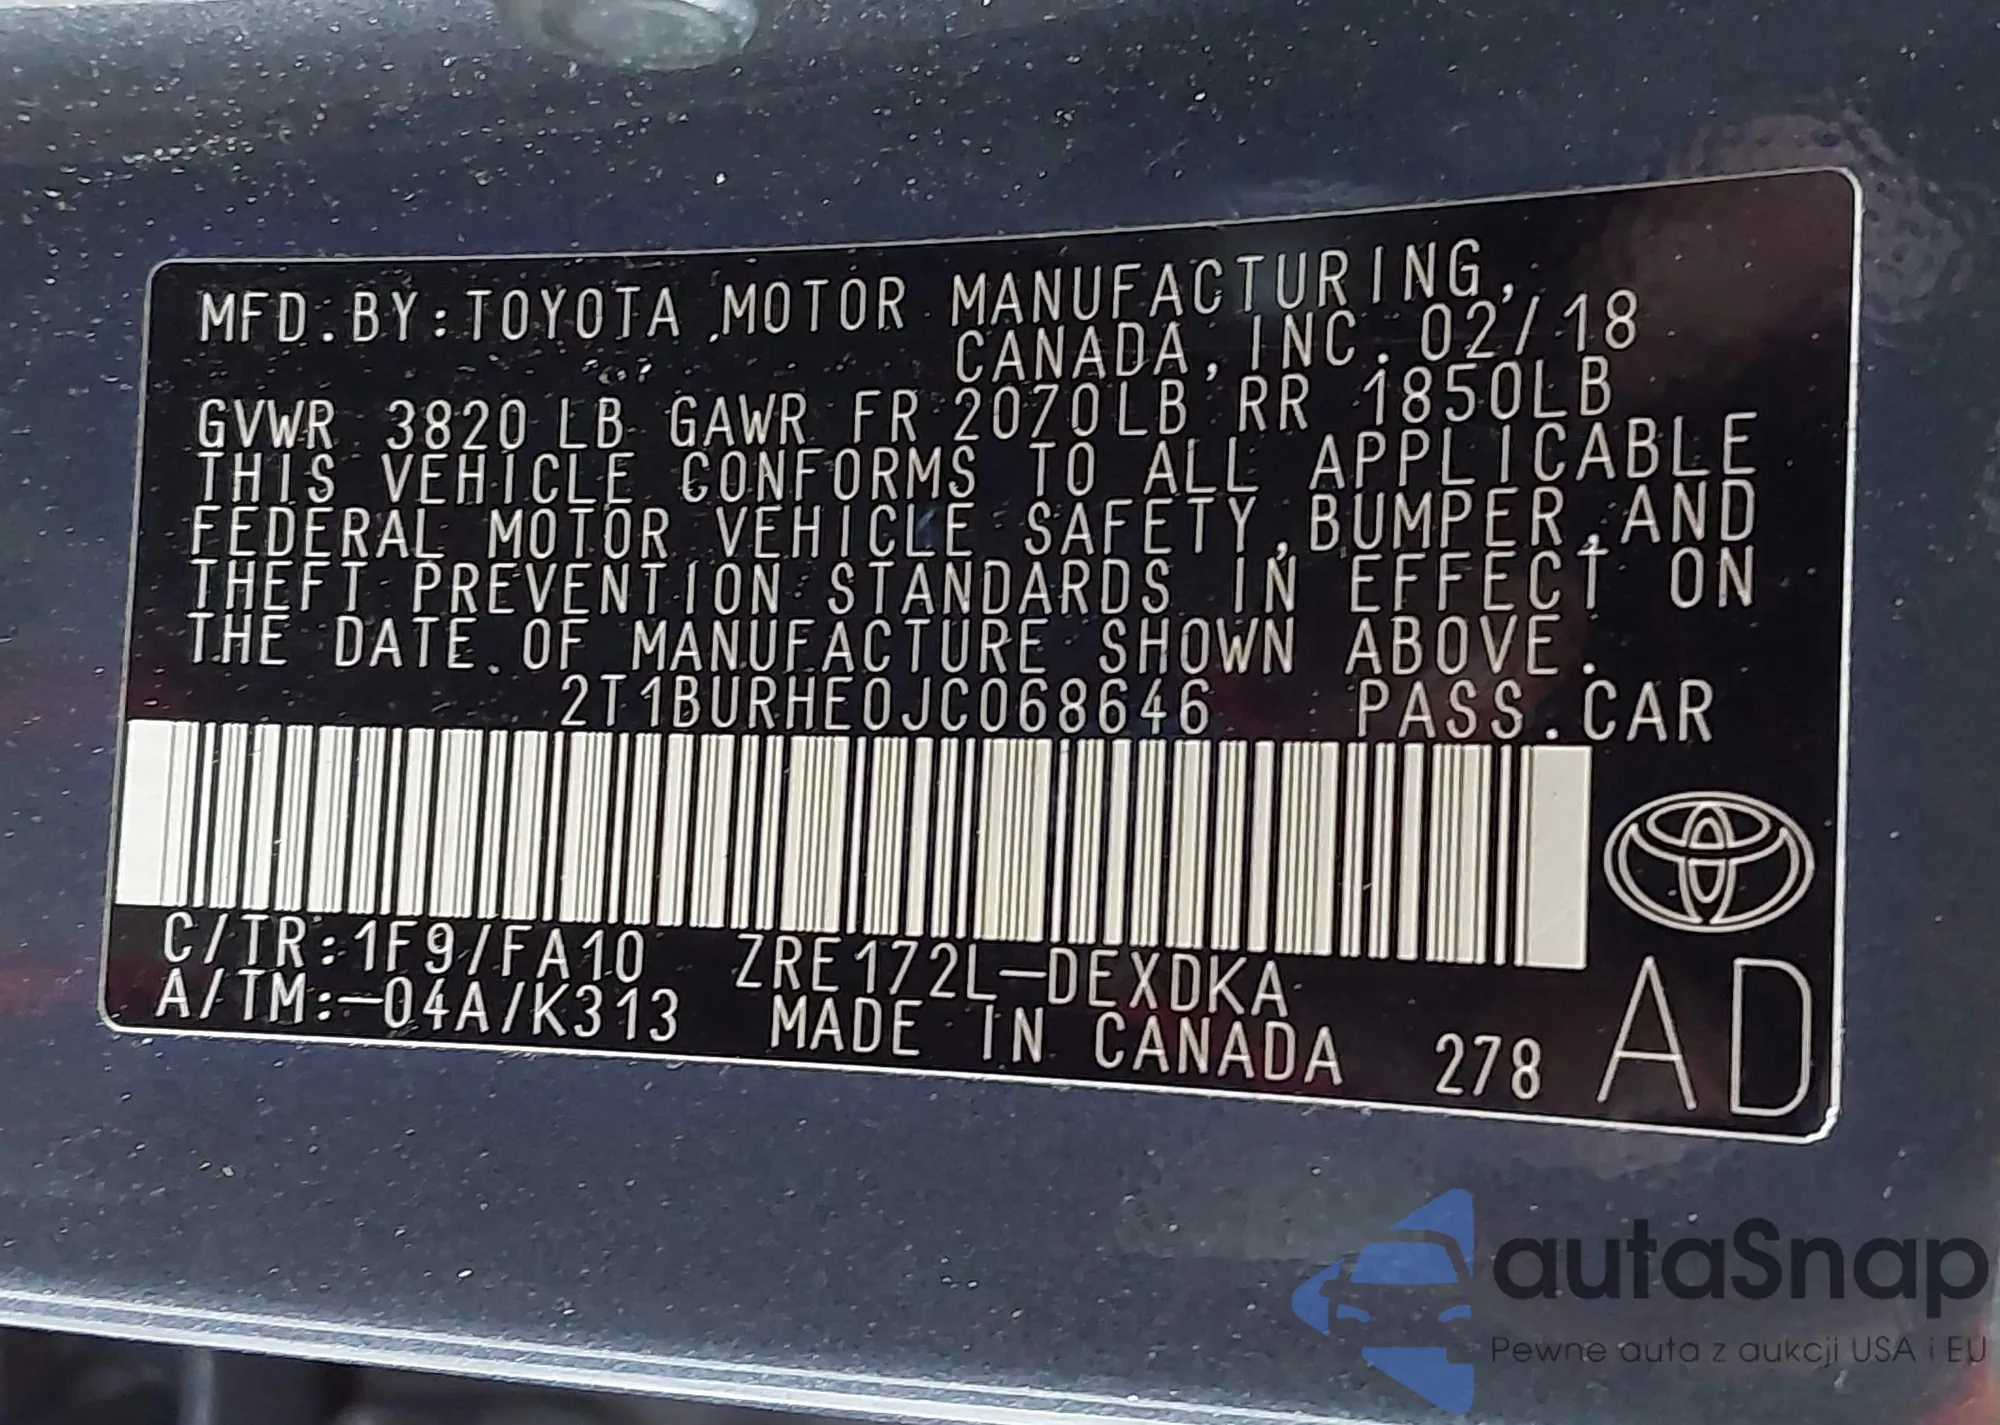 MFD.BY:TOYOTA MOTOR MANUFACTURING,
CANADA,INC. 02/18
GVWR 3820LB GAWR FR 2070LB RR 1850LB
THIS VEHICLE CONFORMS TO ALL APPLICABLE
FEDERAL MOTOR VEHICLE SAFETY,BUMPER,AND
THEFT PREVENTION STANDARDS IN EFFECT ON
THE DATE OF MANUFACTURE SHOWN ABOVE.
2T1BURHE0JC068646 PASS.CAR
C/TR:1F9/FA10 ZRE172L-DEXDKA
A/TM:-04A/K313 MADE IN CANADA 278 AD
autaSnap
Pewne auta z aukcji USA i EU